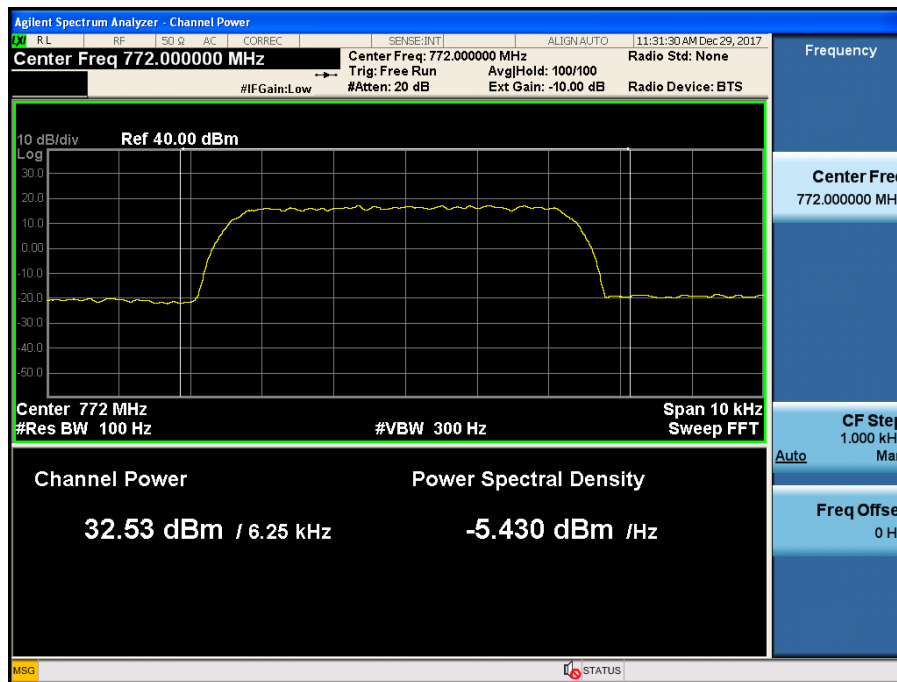 Agilent Spectrum Analyzer - Channel Power
LXI RL RF 50 Ω AC CORREC SENSE:INT ALIGN AUTO 11:31:30 AM Dec 29, 2017
Center Freq 772.000000 MHz
Center Freq: 772.000000 MHz Radio Std: None
Trig: Free Run Avg|Hold: 100/100
#IFGain:Low #Atten: 20 dB Ext Gain: -10.00 dB Radio Device: BTS
10 dB/div Ref 40.00 dBm
Log
30.0
20.0
10.0
0.00
-10.0
-20.0
-30.0
-40.0
-50.0
Center 772 MHz Span 10 kHz
#Res BW 100 Hz #VBW 300 Hz Sweep FFT
Channel Power Power Spectral Density
32.53 dBm / 6.25 kHz -5.430 dBm /Hz
Frequency
Center Fre
772.000000 MH
CF Ste
1.000 kH
Auto Ma
Freq Offse
0 H
MSG STATUS